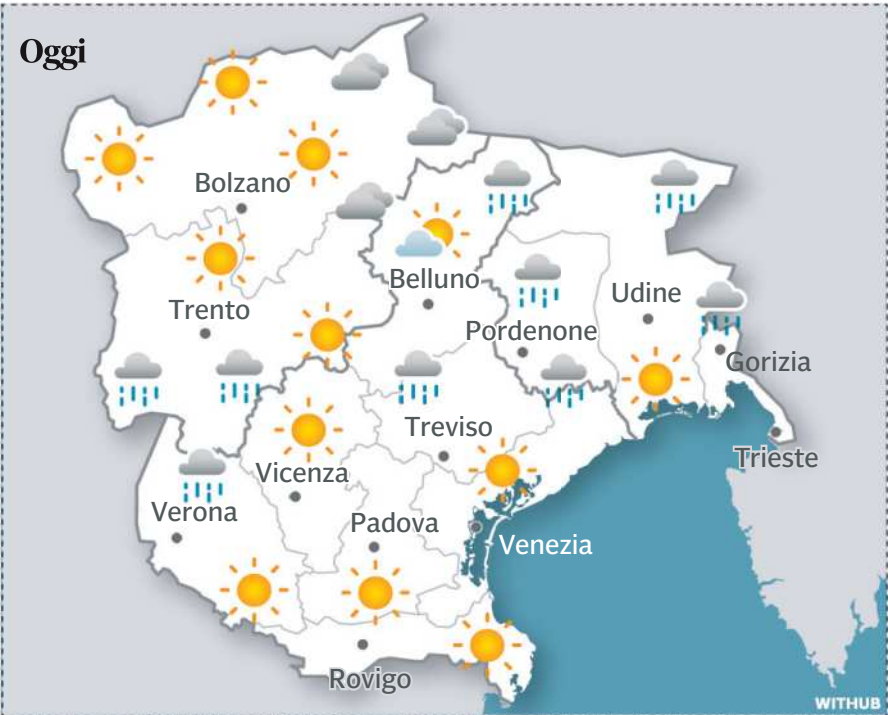 Oggi
Bolzano
Belluno
Udine
Trento
Pordenone
Gorizia
Treviso
Trieste
Vicenza
Verona
Padova
Venezia
Rovigo
WITHUB